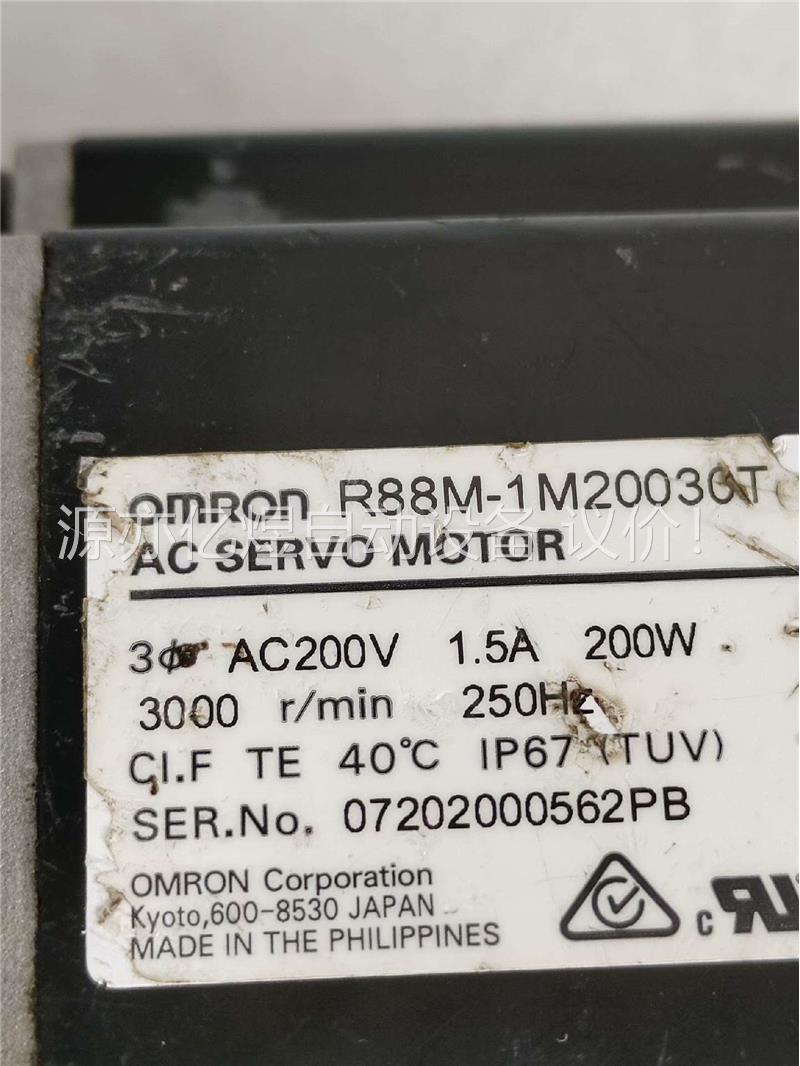 OMRON R88M-1M20030T
AC SERVO MOTOR
源亦亿煌自动设备 议价！
3ϕ AC200V 1.5A 200W
3000 r/min 250Hz
CI.F TE 40℃ IP67 (TUV)
SER.No. 07202000562PB
OMRON Corporation
Kyoto,600-8530 JAPAN
MADE IN THE PHILIPPINES
c